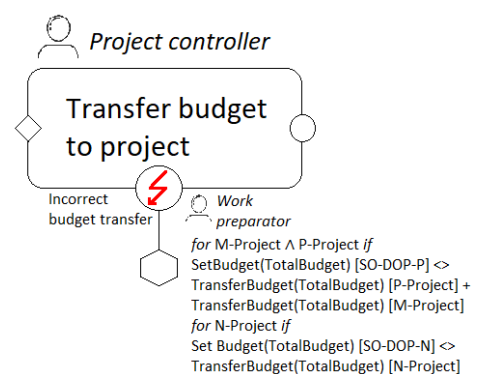 Project controller
Transfer budget
to project
Incorrect
budget transfer
Work
preparator
for M-Project ∧ P-Project if
SetBudget(TotalBudget) [SO-DOP-P] <>
TransferBudget(TotalBudget) [P-Project] +
TransferBudget(TotalBudget) [M-Project]
for N-Project if
Set Budget(TotalBudget) [SO-DOP-N] <>
TransferBudget(TotalBudget) [N-Project]